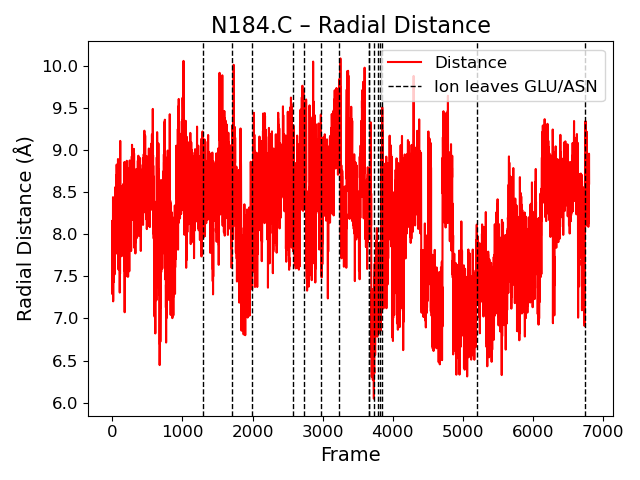 N184.C – Radial Distance
Distance
Ion leaves GLU/ASN
Radial Distance (Å)
10.0
9.5
9.0
8.5
8.0
7.5
7.0
6.5
6.0
0 1000 2000 3000 4000 5000 6000 7000
Frame